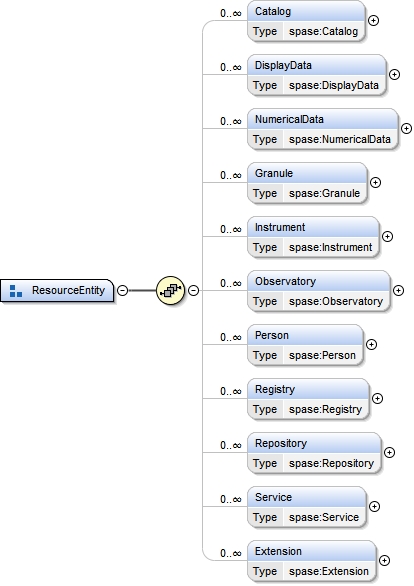 0..∞
Catalog
Type spase:Catalog
0..∞
DisplayData
Type spase:DisplayData
0..∞
NumericalData
Type spase:NumericalData
0..∞
Granule
Type spase:Granule
0..∞
Instrument
Type spase:Instrument
0..∞
Observatory
Type spase:Observatory
ResourceEntity
0..∞
Person
Type spase:Person
0..∞
Registry
Type spase:Registry
0..∞
Repository
Type spase:Repository
0..∞
Service
Type spase:Service
0..∞
Extension
Type spase:Extension